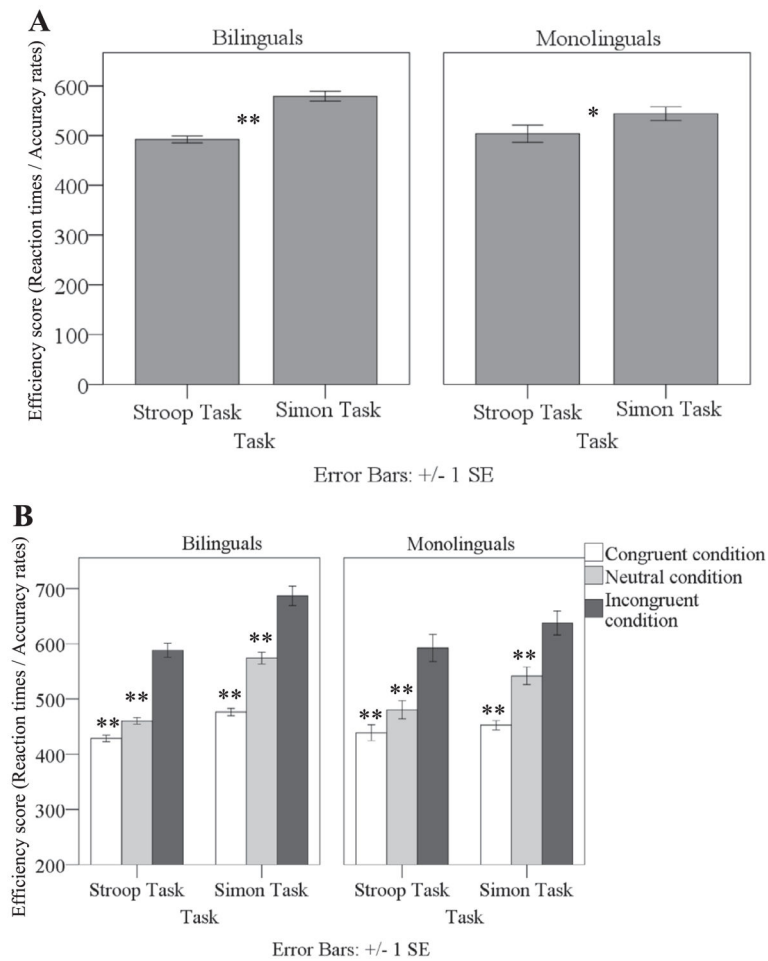 A
Bilinguals
Monolinguals
Efficiency score (Reaction times / Accuracy rates)
600
500
400
300
200
100
0
**
*
Stroop Task
Simon Task
Stroop Task
Simon Task
Task
Task
Error Bars: +/- 1 SE
B
Bilinguals
Monolinguals
Congruent condition
Neutral condition
Incongruent
condition
Efficiency score (Reaction times / Accuracy rates)
700
600
500
400
300
200
**
**
**
**
**
**
**
**
Stroop Task
Simon Task
Stroop Task
Simon Task
Task
Task
Error Bars: +/- 1 SE